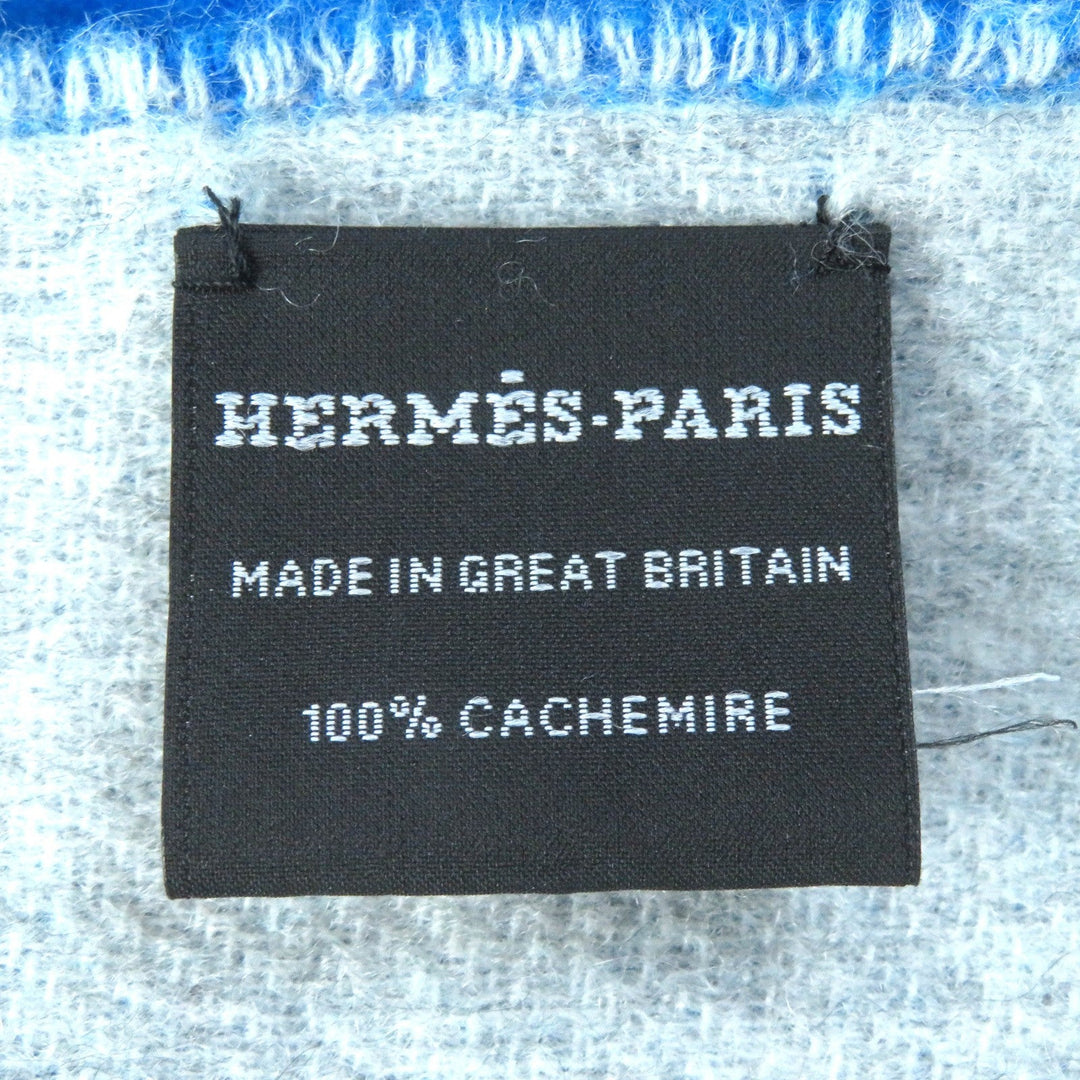 HERMÈS-PARIS
MADE IN GREAT BRITAIN
100% CACHEMIRE